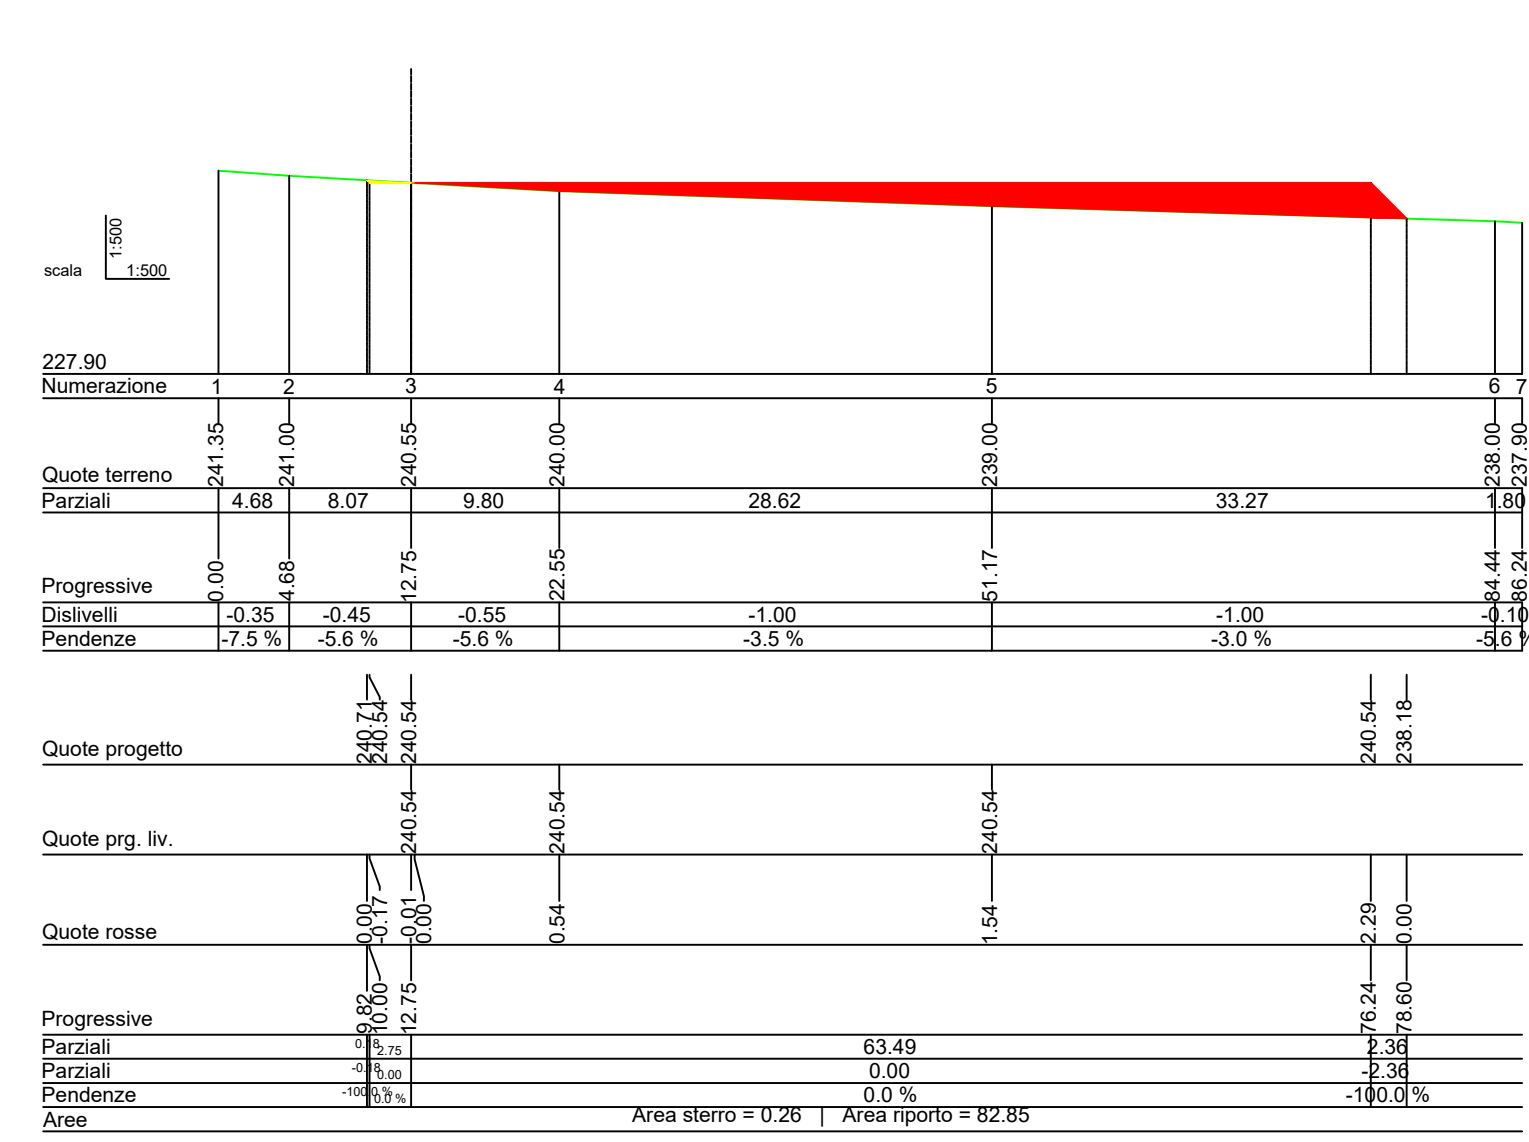 1:500
scala 1:500
227.90
Numerazione 1 2 3 4 5 6 7
Quote terreno 241.35 241.00 240.55 240.00 239.00 238.00 237.90
Parziali 4.68 8.07 9.80 28.62 33.27 1.80
Progressive 0.00 4.68 12.75 22.55 51.17 84.44 86.24
Dislivelli -0.35 -0.45 -0.55 -1.00 -1.00 -0.10
Pendenze -7.5 % -5.6 % -5.6 % -3.5 % -3.0 % -5.6 %
Quote progetto 240.71 240.54 240.54 240.54 238.18
Quote prg. liv. 240.54 240.54 240.54
Quote rosse 0.00 -0.17 -0.01 0.00 0.54 1.54 2.29 0.00
Progressive 9.82 10.00 12.75 76.24 78.60
Parziali 0.18 2.75 63.49 2.36
Parziali -0.18 0.00 0.00 -2.36
Pendenze -100.0 % 0.0 % 0.0 % -100.0 %
Aree Area sterro = 0.26 | Area riporto = 82.85